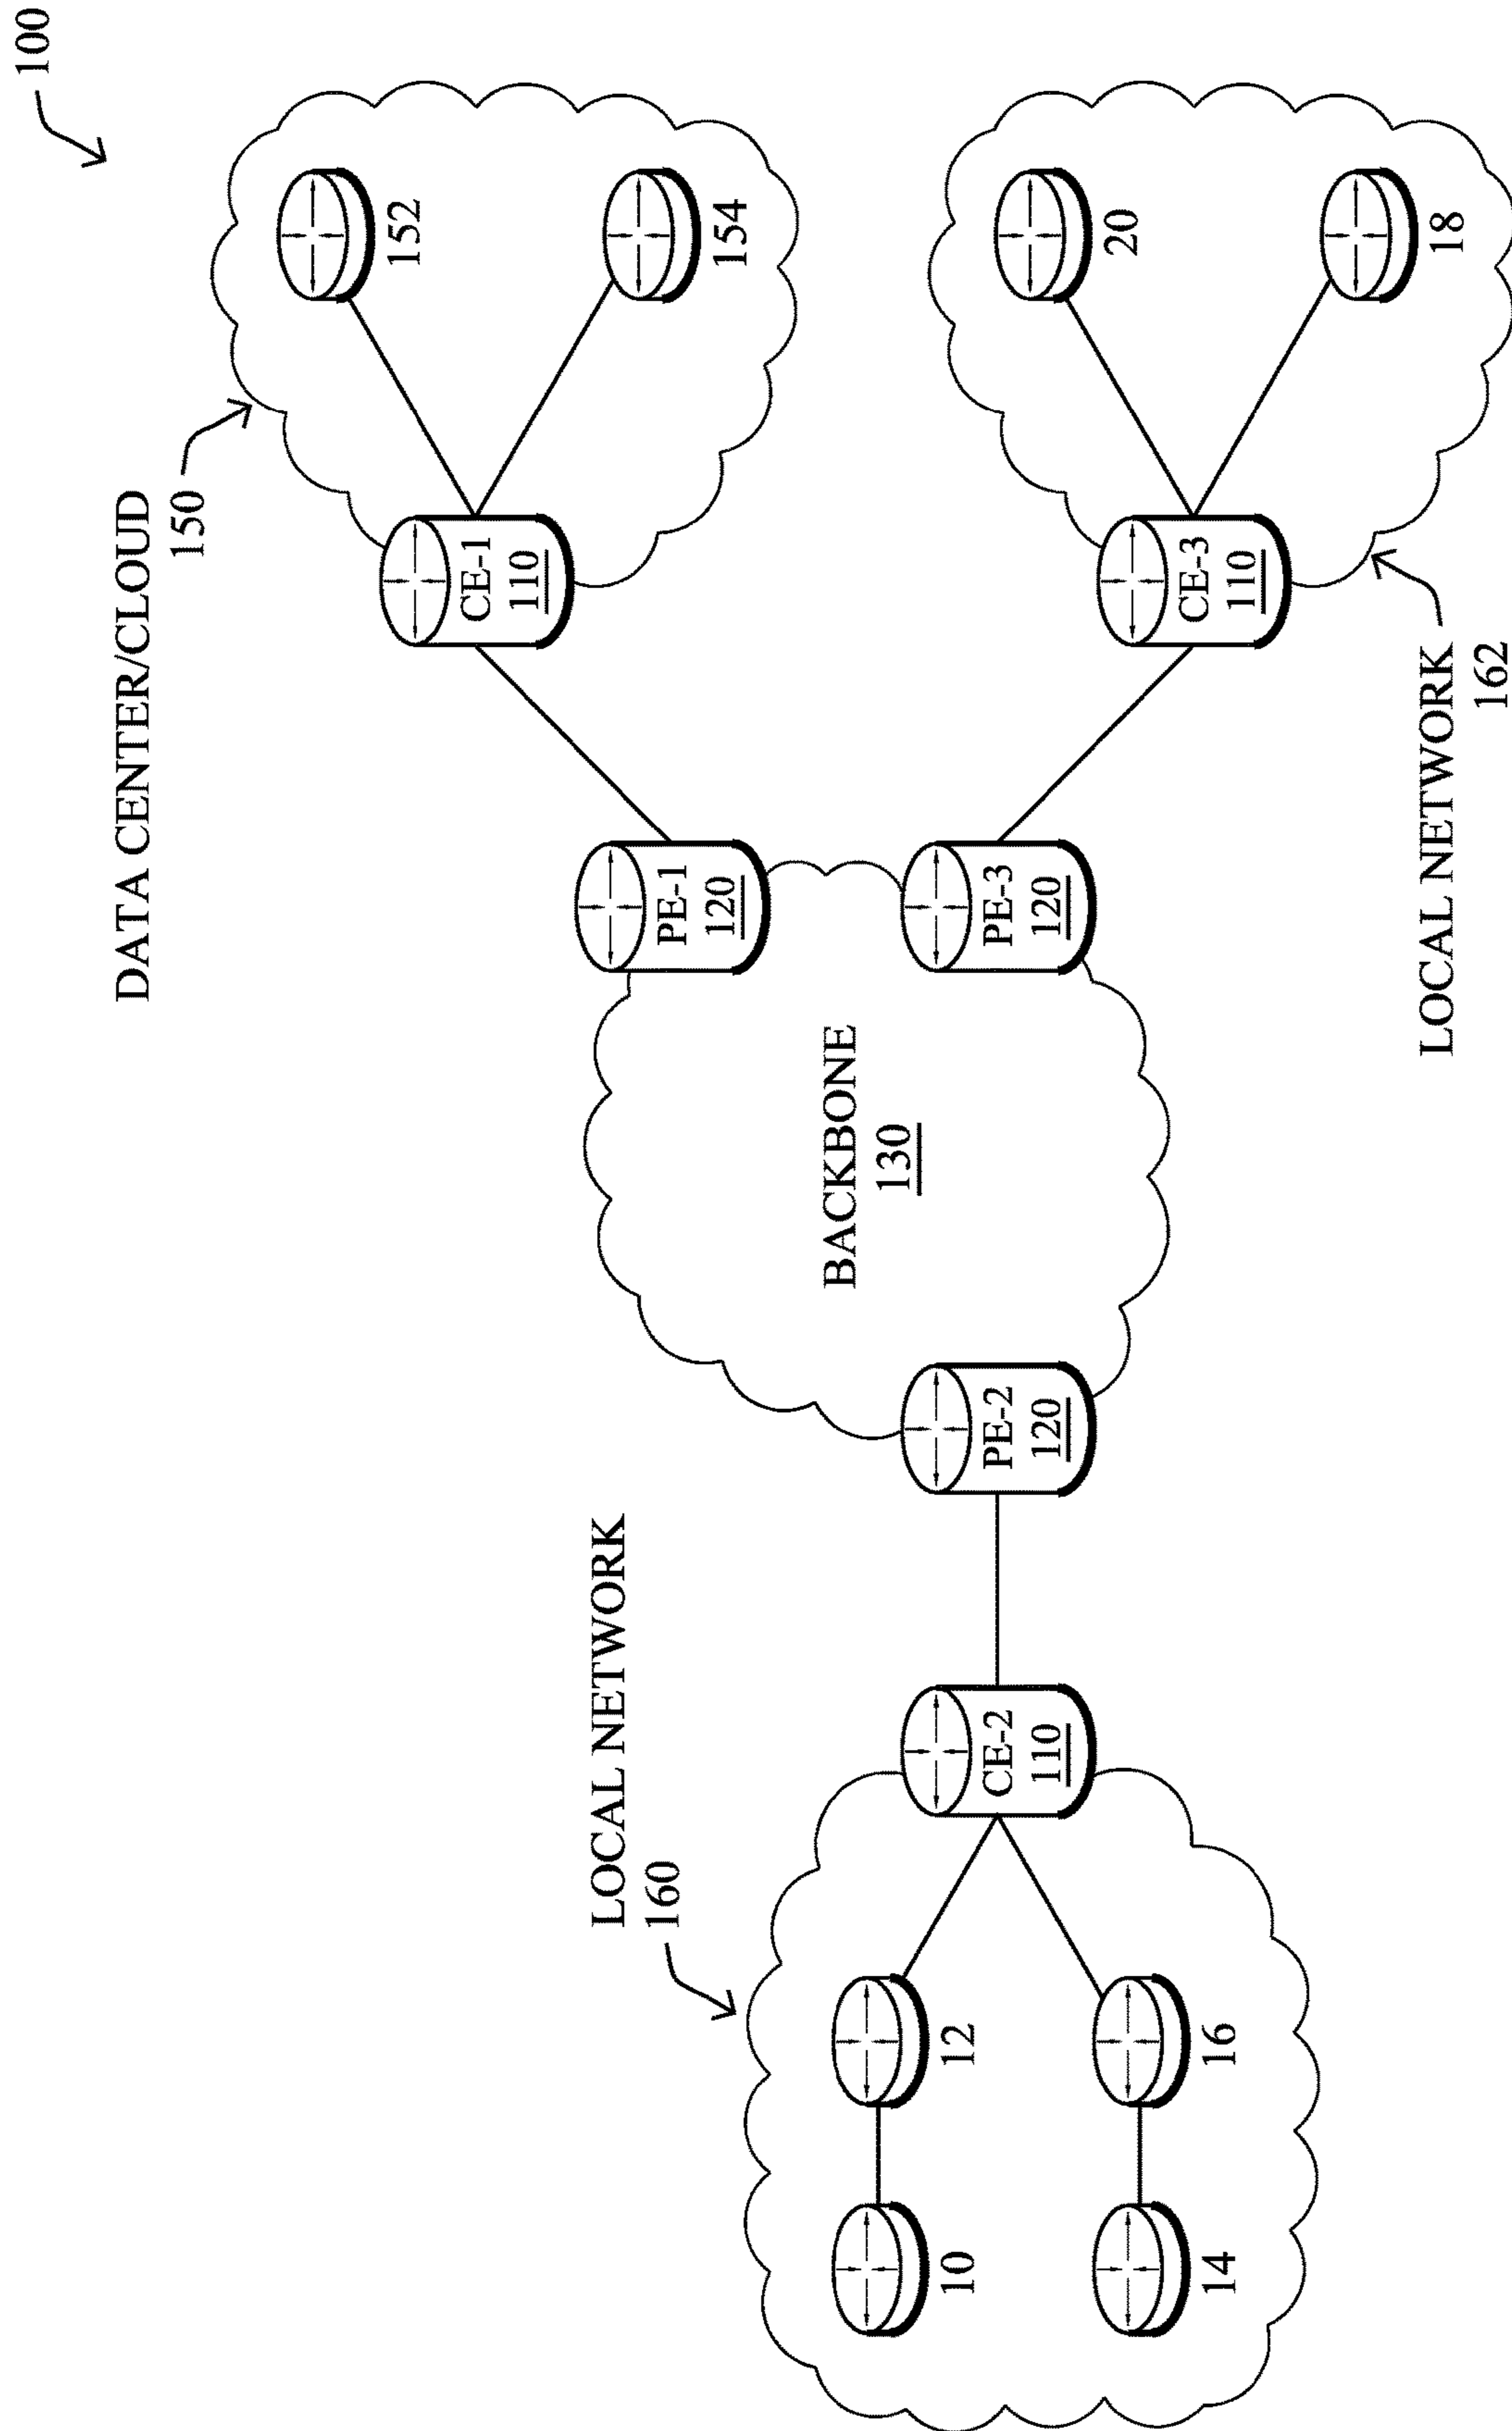 100
DATA CENTER/CLOUD
150
152
154
CE-1
110
PE-1
120
LOCAL NETWORK
160
BACKBONE
130
10
12
14
16
CE-2
110
PE-2
120
PE-3
120
CE-3
110
20
18
LOCAL NETWORK
162